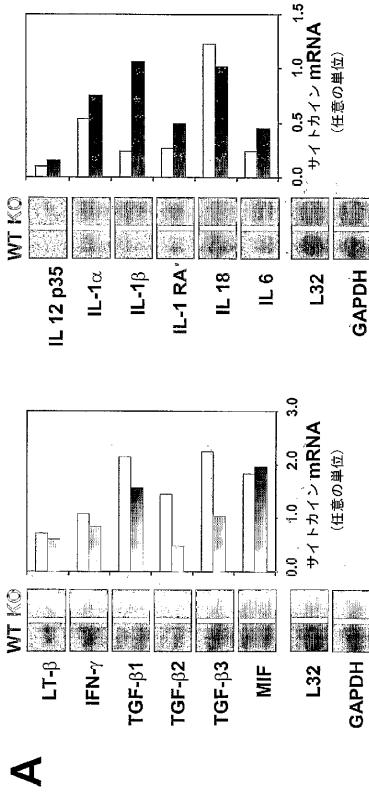 A
WT KO
LT-β
IFN-γ
TGF-β1
TGF-β2
TGF-β3
MIF
L32
GAPDH
0.0 1.0 2.0 3.0
サイトカイン mRNA
(任意の単位)
WT KO
IL 12 p35
IL-1α
IL-1β
IL-1 RA
IL 18
IL 6
L32
GAPDH
0.0 0.5 1.0 1.5
サイトカイン mRNA
(任意の単位)